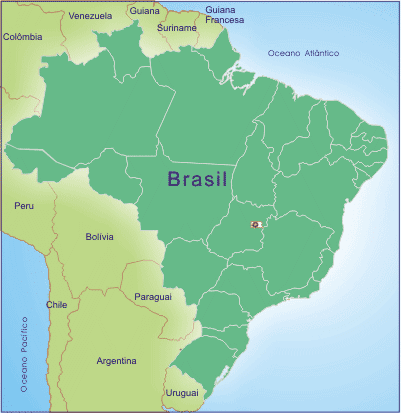 Guiana
Guiana
Francesa
Venezuela
Suriname
Colômbia
Oceano Atlântico
Brasil
Peru
Bolívia
Paraguai
Chile
Argentina
Oceano Pacífico
Uruguai